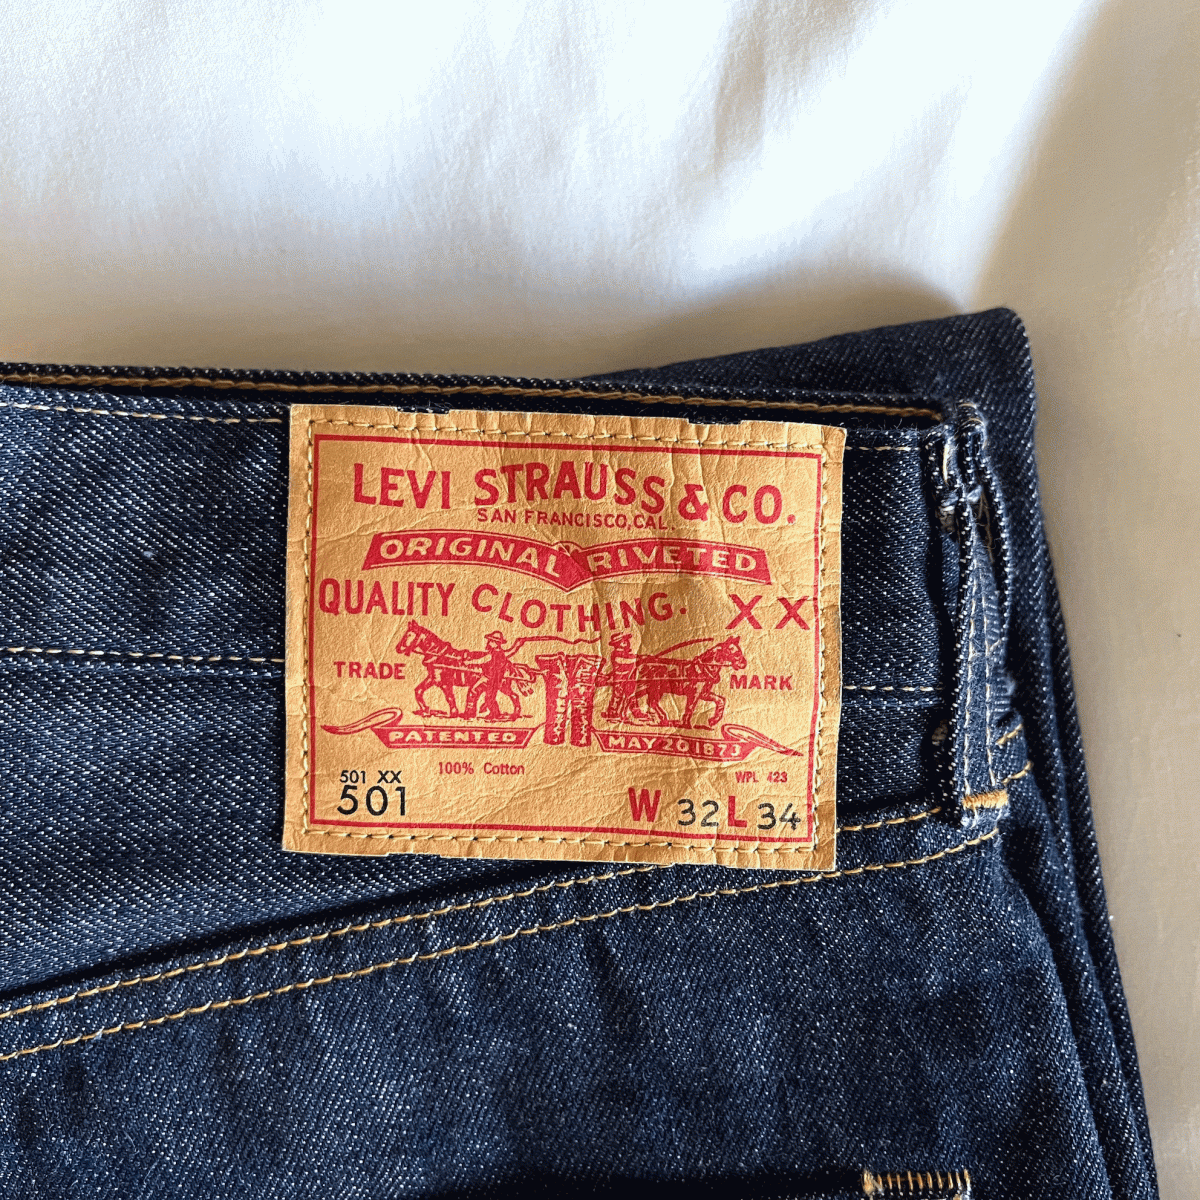 LEVI STRAUSS & CO.
SAN FRANCISCO, CAL.
ORIGINAL RIVETED
QUALITY CLOTHING. XX
TRADE MARK
PATENTED MAY 20 1873
100% Cotton WPL 423
501 XX
501 W 32 L 34